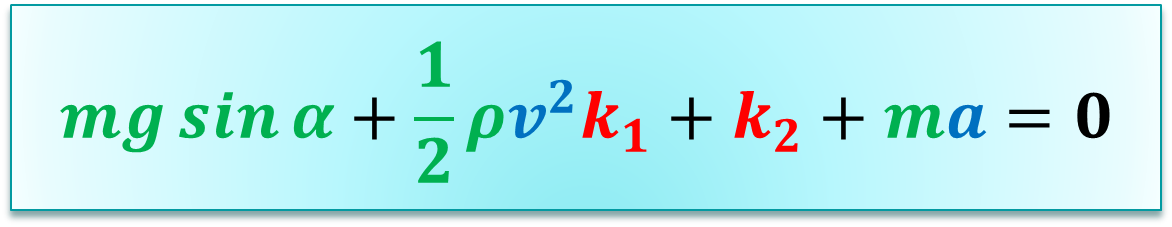 mg sin α + 1/2 ρv²k₁ + k₂ + ma = 0